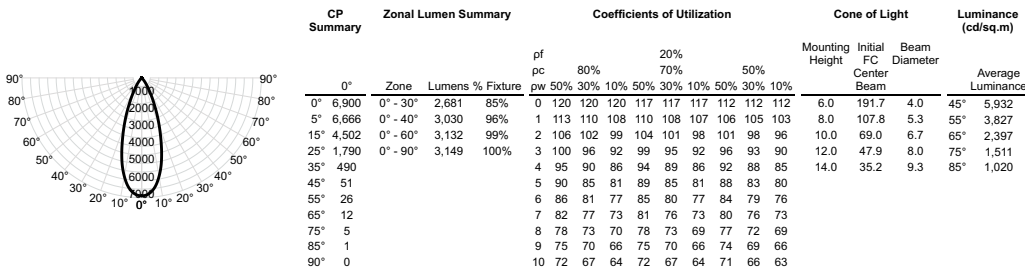 CP Summary
0°
0° 6,900
5° 6,666
15° 4,502
25° 1,790
35° 490
45° 51
55° 26
65° 12
75° 5
85° 1
90° 0
Zonal Lumen Summary
Zone Lumens % Fixture
0° - 30° 2,681 85%
0° - 40° 3,030 96%
0° - 60° 3,132 99%
0° - 90° 3,149 100%
Coefficients of Utilization
ρf 20%
ρc 80% 70% 50%
ρw 50% 30% 10% 50% 30% 10% 50% 30% 10%
0 120 120 120 117 117 117 112 112 112
1 113 110 108 110 108 107 106 105 103
2 106 102 99 104 101 98 101 98 96
3 100 96 92 99 95 92 96 93 90
4 95 90 86 94 89 86 92 88 85
5 90 85 81 89 85 81 88 83 80
6 86 81 77 85 80 77 84 79 76
7 82 77 73 81 76 73 80 76 73
8 78 73 70 78 73 69 77 72 69
9 75 70 66 75 70 66 74 69 66
10 72 67 64 72 67 64 71 66 63
Cone of Light
Mounting Height Initial FC Center Beam Beam Diameter
6.0 191.7 4.0
8.0 107.8 5.3
10.0 69.0 6.7
12.0 47.9 8.0
14.0 35.2 9.3
Luminance (cd/sq.m)
Average Luminance
45° 5,932
55° 3,827
65° 2,397
75° 1,511
85° 1,020
90° 90°
80° 80°
70° 70°
60° 60°
50° 50°
40° 40°
30° 30°
20° 10° 0° 10° 20°
1000
2000
3000
4000
5000
6000
7000